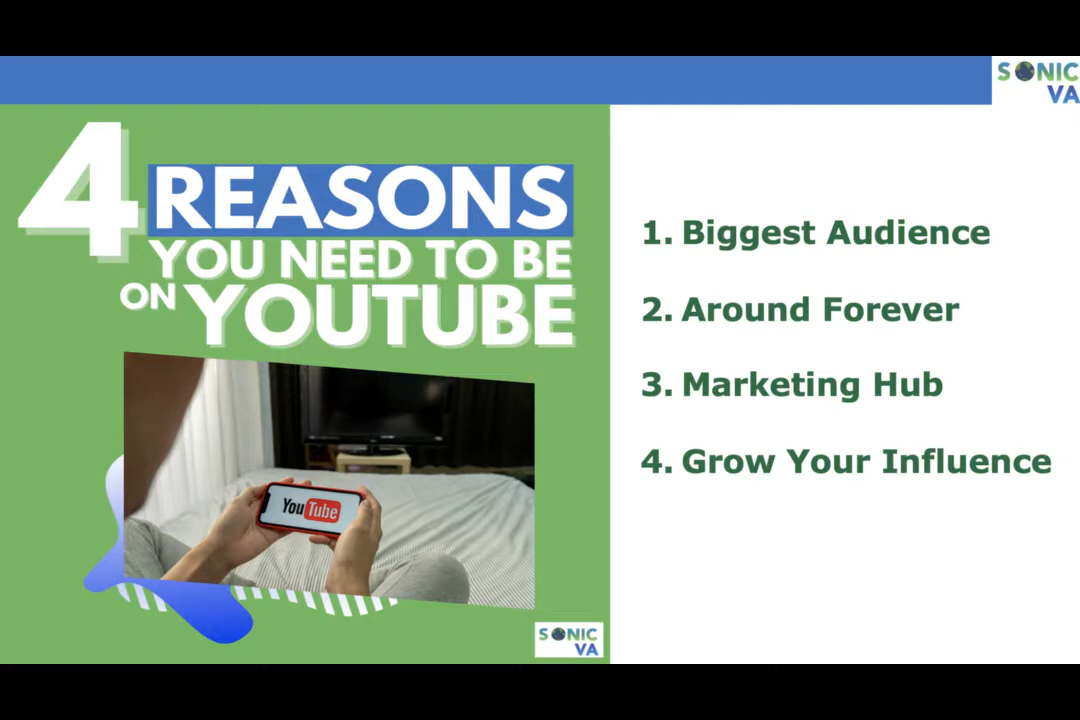 SONIC
VA
4 REASONS
YOU NEED TO BE
ON YOUTUBE
YouTube
SONIC
VA
1. Biggest Audience
2. Around Forever
3. Marketing Hub
4. Grow Your Influence